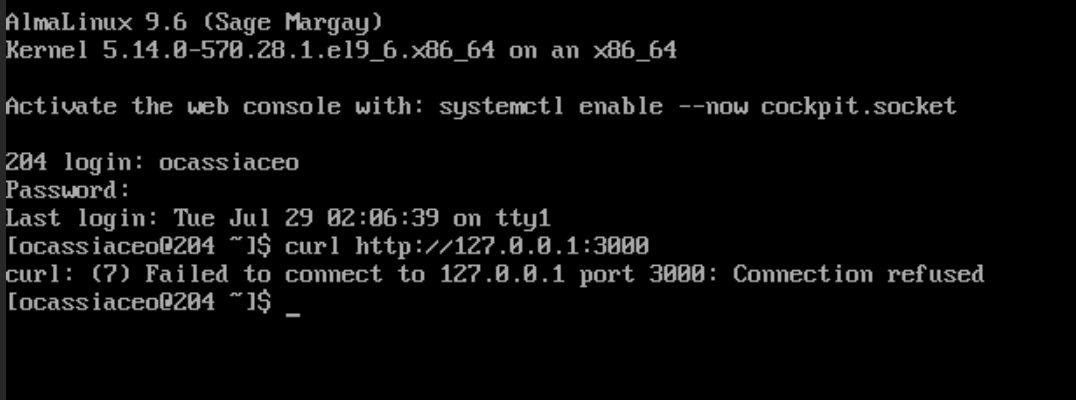 AlmaLinux 9.6 (Sage Margay)
Kernel 5.14.0-570.28.1.el9_6.x86_64 on an x86_64
Activate the web console with: systemctl enable --now cockpit.socket
204 login: ocassiaceo
Password:
Last login: Tue Jul 29 02:06:39 on tty1
[ocassiaceo@204 ~]$ curl http://127.0.0.1:3000
curl: (7) Failed to connect to 127.0.0.1 port 3000: Connection refused
[ocassiaceo@204 ~]$ _